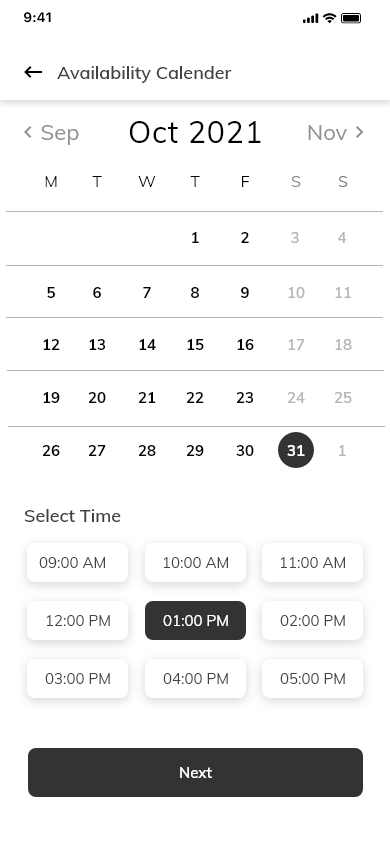 9:41
Availability Calender
Sep Oct 2021 Nov
M T W T F S S
1 2 3 4
5 6 7 8 9 10 11
12 13 14 15 16 17 18
19 20 21 22 23 24 25
26 27 28 29 30 31 1
Select Time
09:00 AM 10:00 AM 11:00 AM
12:00 PM 01:00 PM 02:00 PM
03:00 PM 04:00 PM 05:00 PM
Next